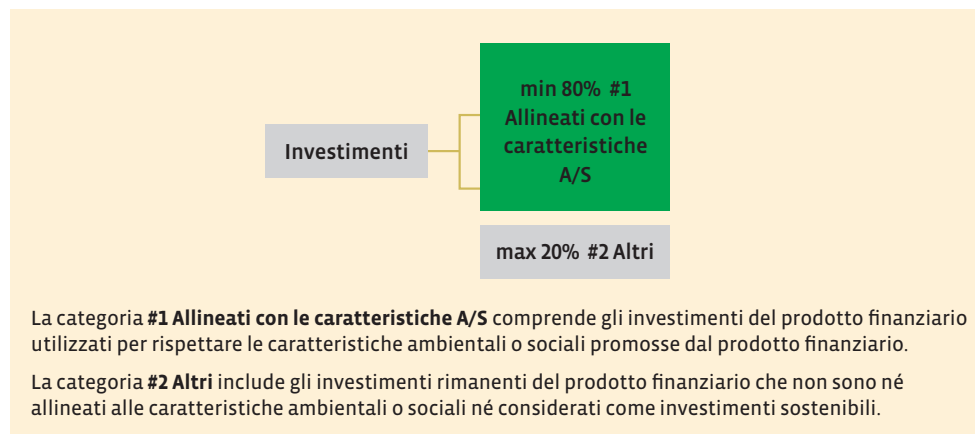 min 80% #1
Allineati con le
caratteristiche
A/S
Investimenti
max 20% #2 Altri
La categoria #1 Allineati con le caratteristiche A/S comprende gli investimenti del prodotto finanziario
utilizzati per rispettare le caratteristiche ambientali o sociali promosse dal prodotto finanziario.
La categoria #2 Altri include gli investimenti rimanenti del prodotto finanziario che non sono né
allineati alle caratteristiche ambientali o sociali né considerati come investimenti sostenibili.